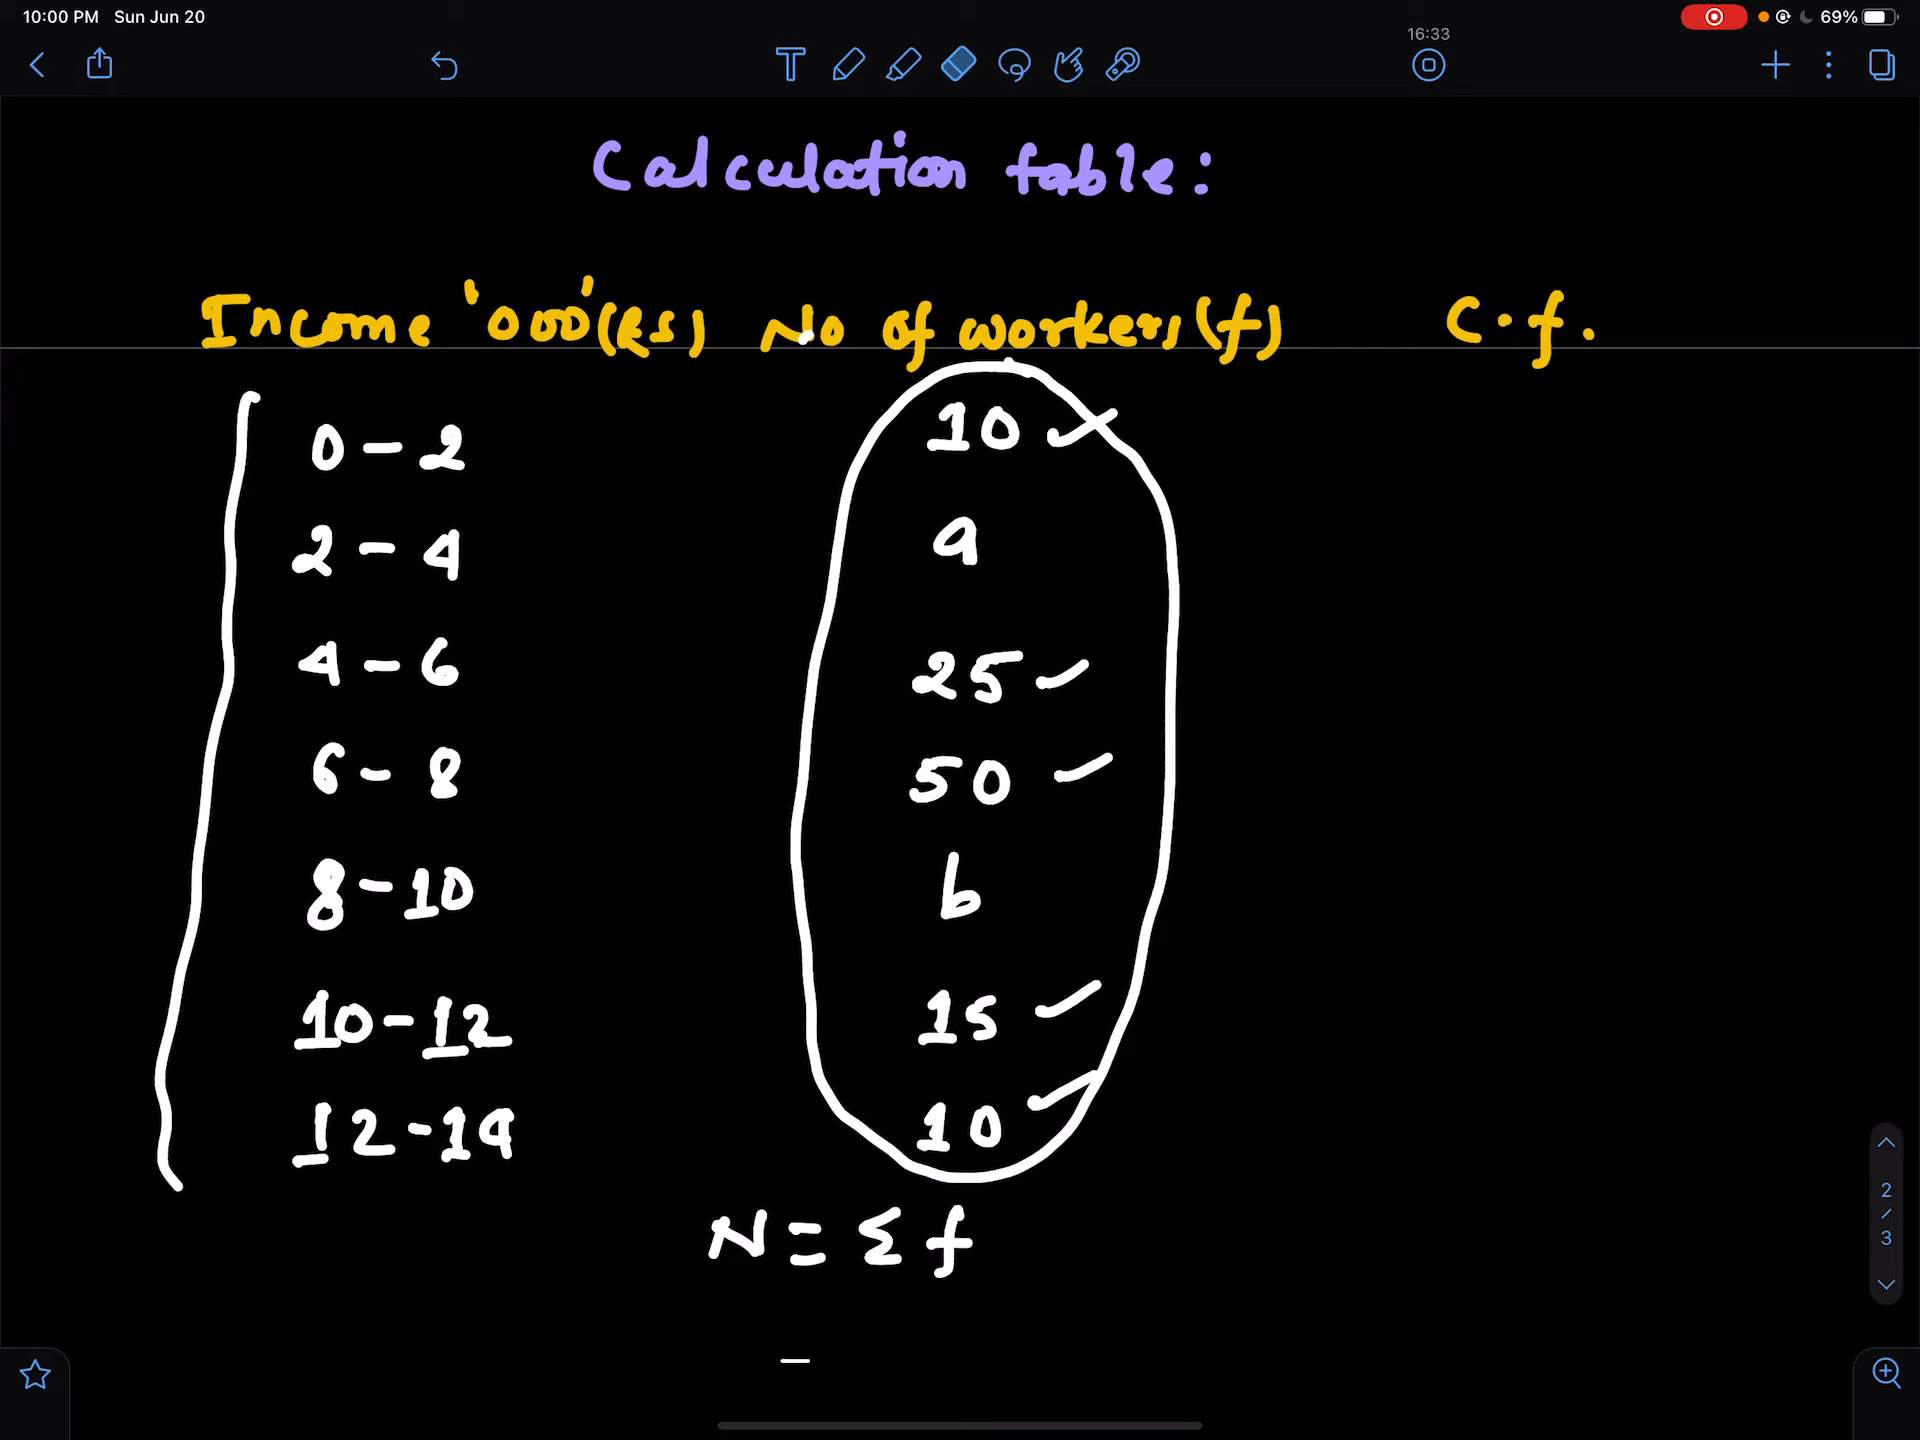 10:00 PM Sun Jun 20
69%
16:33
Calculation table:
Income '000'(Rs) No of workers(f) C.f.
0-2 10
2-4 a
4-6 25
6-8 50
8-10 b
10-12 15
12-14 10
N = Σf
2
/
3